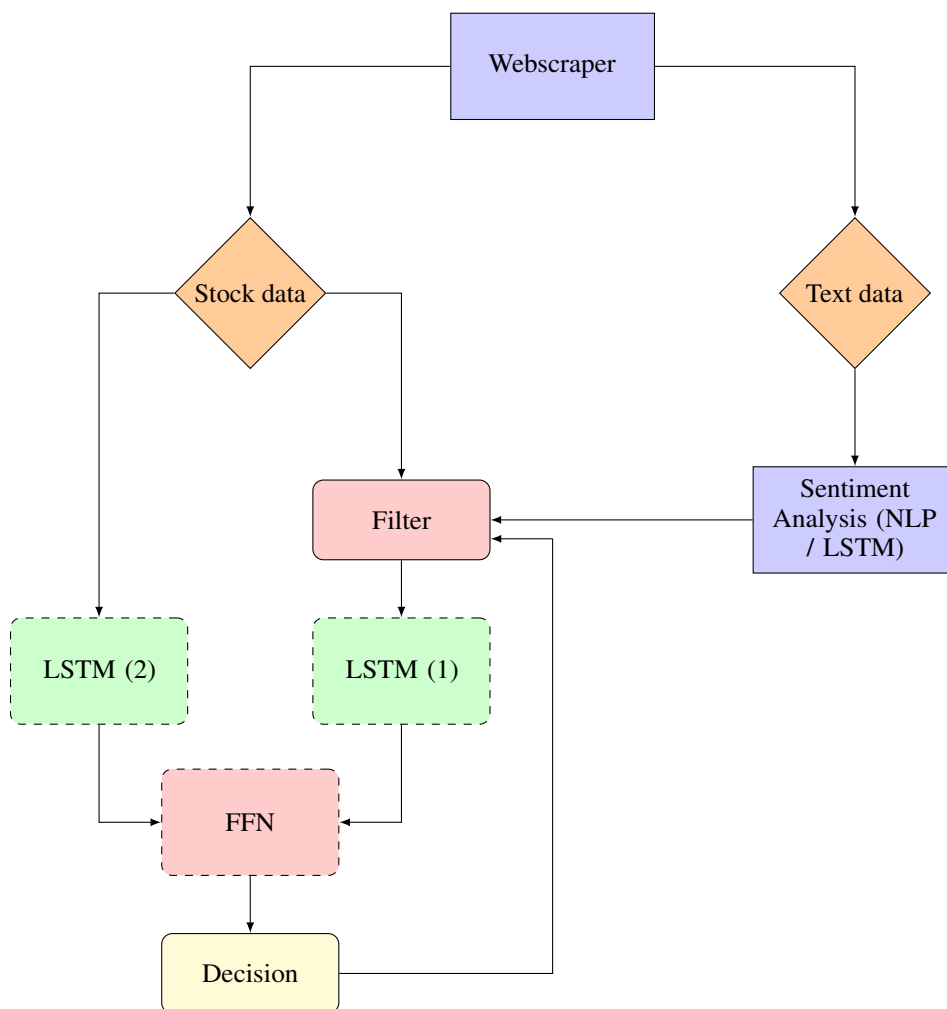 Webscraper
Stock data
Text data
Sentiment
Analysis (NLP
/ LSTM)
Filter
LSTM (2)
LSTM (1)
FFN
Decision